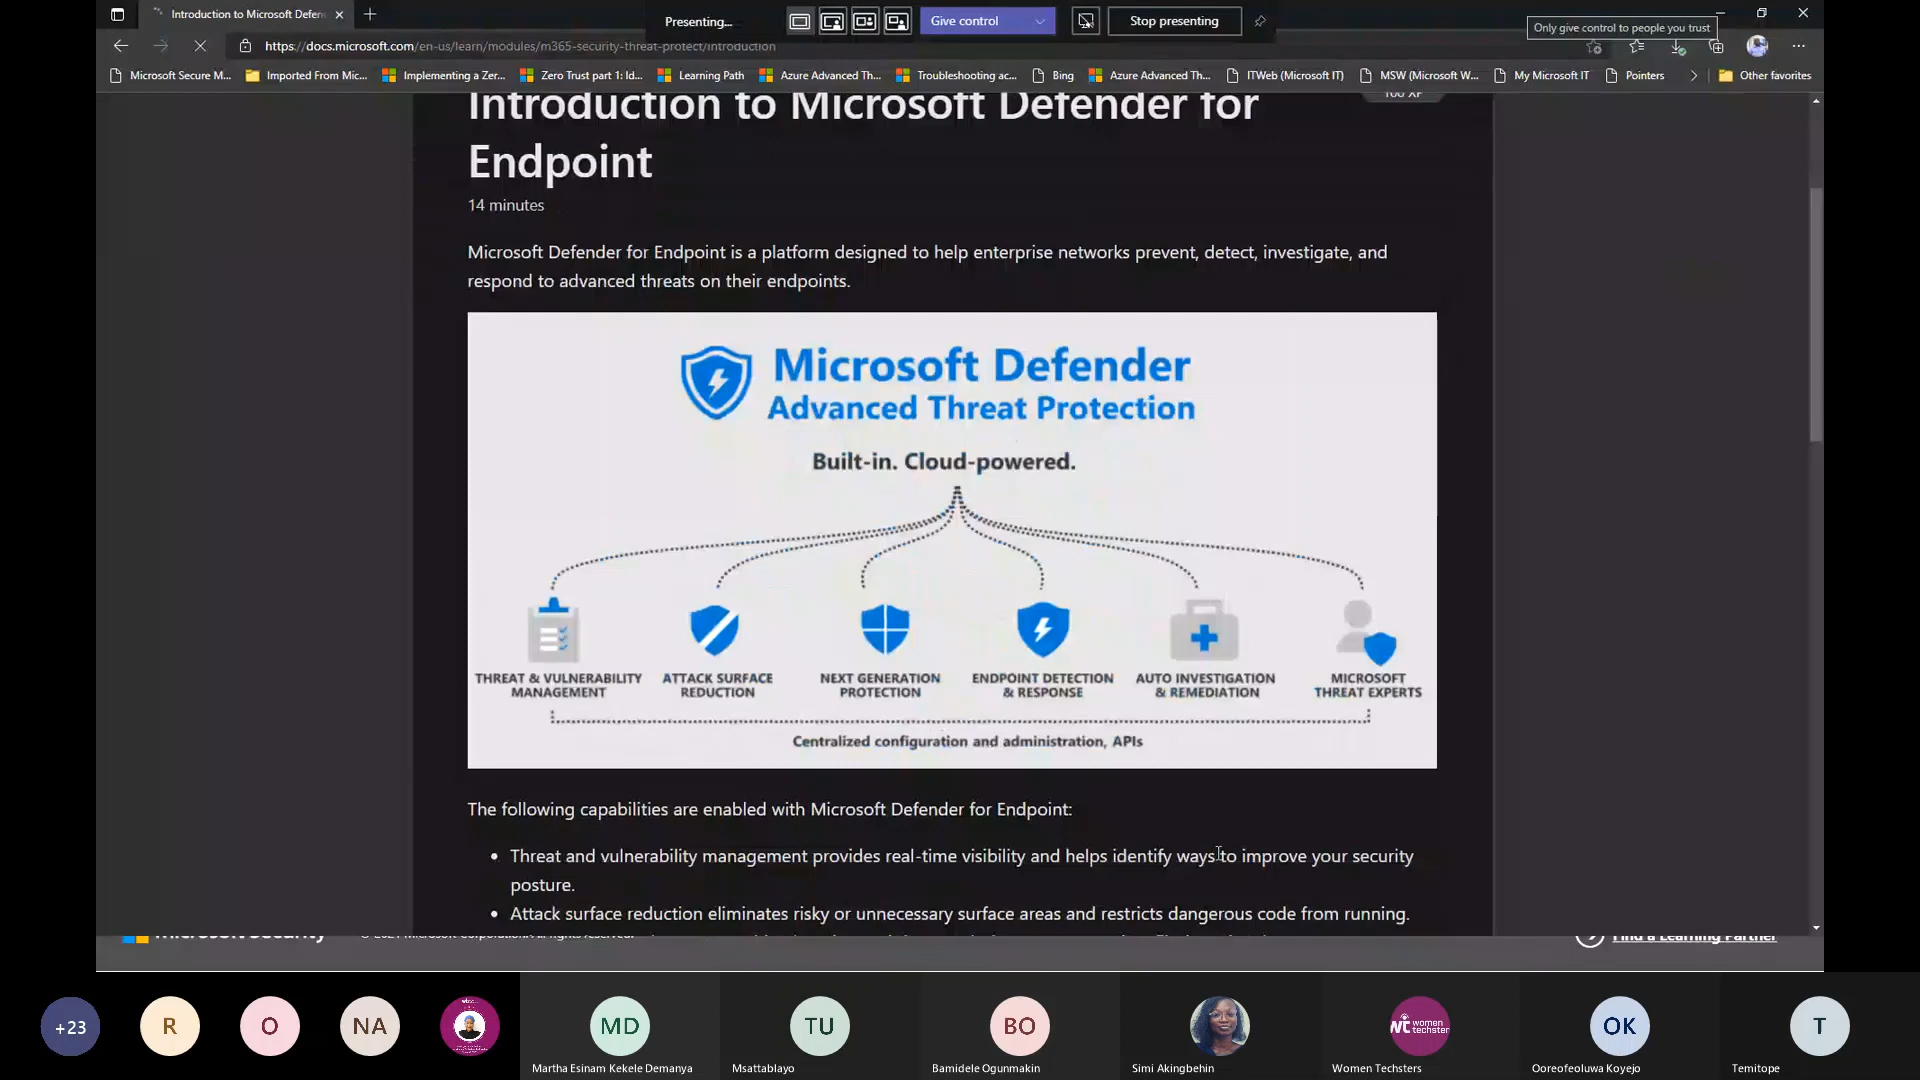 Introduction to Microsoft Defen
Presenting...
Give control
Stop presenting
Only give control to people you trust
https://docs.microsoft.com/en-us/learn/modules/m365-security-threat-protect/introduction
Microsoft Secure M...
Imported From Mic...
Implementing a Zer...
Zero Trust part 1: Id...
Learning Path
Azure Advanced Th...
Troubleshooting ac...
Bing
Azure Advanced Th...
ITWeb (Microsoft IT)
MSW (Microsoft W...
My Microsoft IT
Pointers
Other favorites
100 XP
Introduction to Microsoft Defender for
Endpoint
14 minutes
Microsoft Defender for Endpoint is a platform designed to help enterprise networks prevent, detect, investigate, and
respond to advanced threats on their endpoints.
Microsoft Defender
Advanced Threat Protection
Built-in. Cloud-powered.
THREAT & VULNERABILITY
MANAGEMENT
ATTACK SURFACE
REDUCTION
NEXT GENERATION
PROTECTION
ENDPOINT DETECTION
& RESPONSE
AUTO INVESTIGATION
& REMEDIATION
MICROSOFT
THREAT EXPERTS
Centralized configuration and administration, APIs
The following capabilities are enabled with Microsoft Defender for Endpoint:
• Threat and vulnerability management provides real-time visibility and helps identify ways to improve your security
posture.
• Attack surface reduction eliminates risky or unnecessary surface areas and restricts dangerous code from running.
Microsoft Security
Find a Learning Partner
+23
R
O
NA
MD
TU
BO
women
techster
OK
T
Martha Esinam Kekele Demanya
Msattablayo
Bamidele Ogunmakin
Simi Akingbehin
Women Techsters
Ooreofeoluwa Koyejo
Temitope